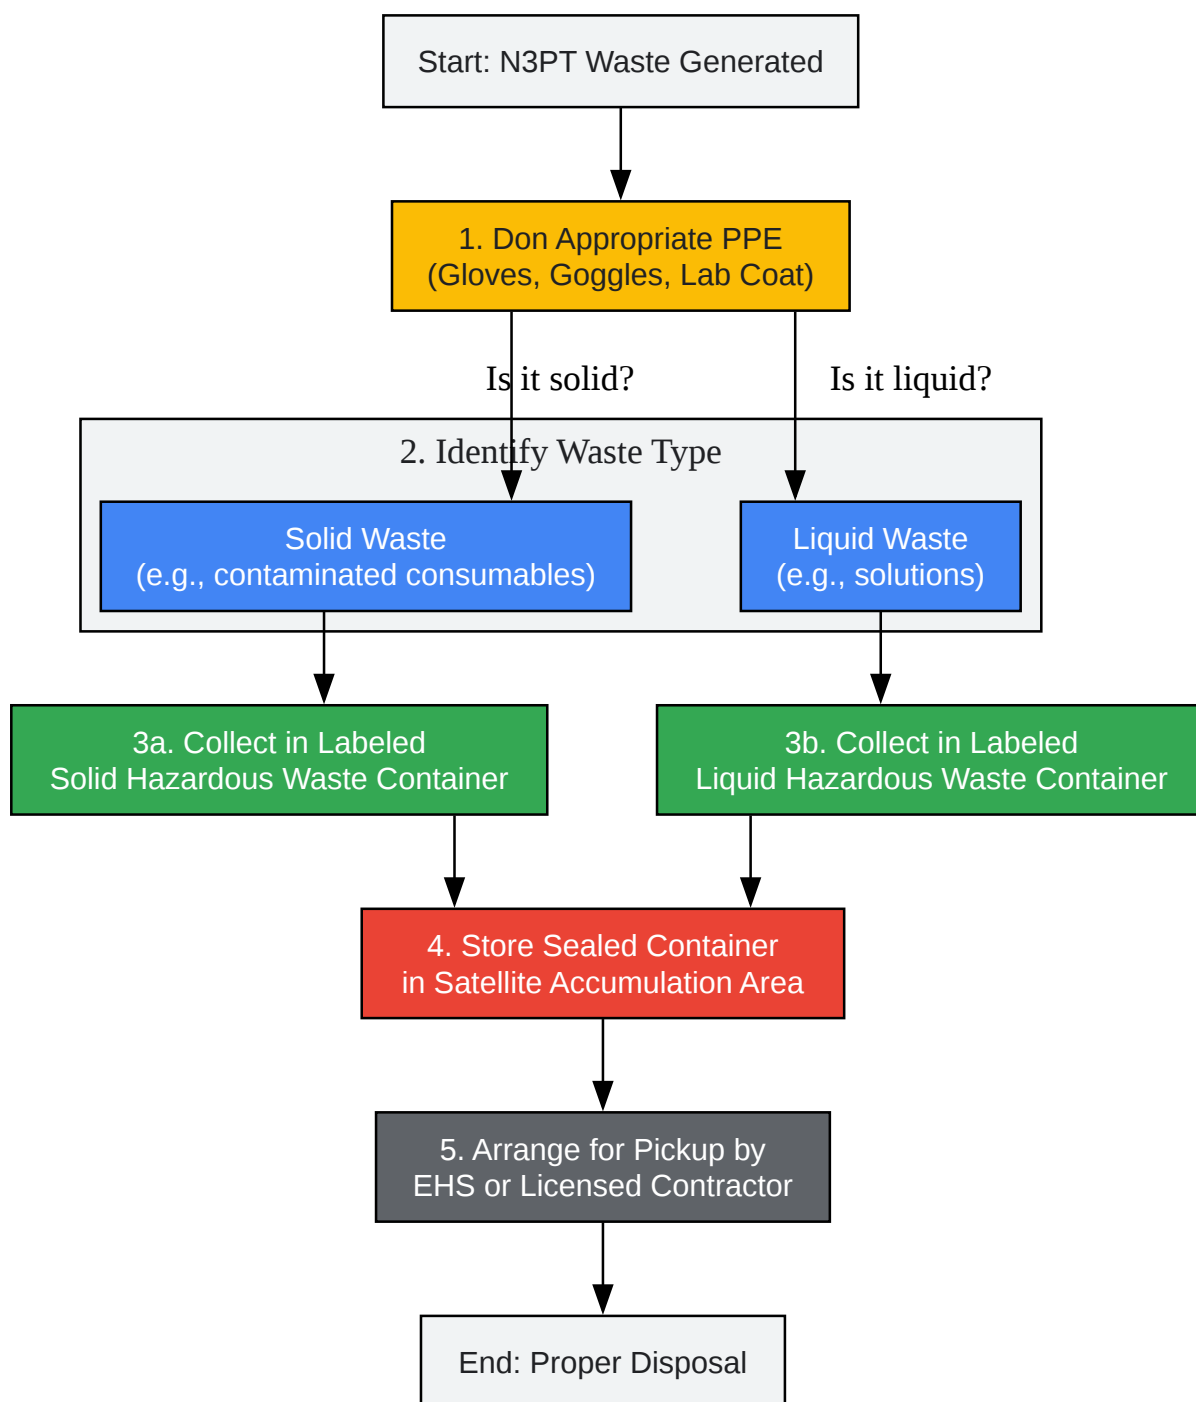 Start: N3PT Waste Generated
1. Don Appropriate PPE
(Gloves, Goggles, Lab Coat)
Is it solid?
Is it liquid?
2. Identify Waste Type
Solid Waste
(e.g., contaminated consumables)
Liquid Waste
(e.g., solutions)
3a. Collect in Labeled
Solid Hazardous Waste Container
3b. Collect in Labeled
Liquid Hazardous Waste Container
4. Store Sealed Container
in Satellite Accumulation Area
5. Arrange for Pickup by
EHS or Licensed Contractor
End: Proper Disposal